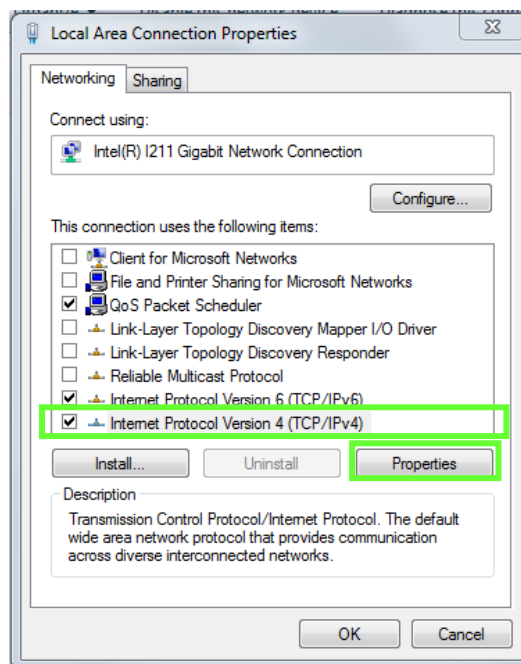 Local Area Connection Properties
Networking
Sharing
Connect using:
Intel(R) I211 Gigabit Network Connection
Configure...
This connection uses the following items:
Client for Microsoft Networks
File and Printer Sharing for Microsoft Networks
QoS Packet Scheduler
Link-Layer Topology Discovery Mapper I/O Driver
Link-Layer Topology Discovery Responder
Reliable Multicast Protocol
Internet Protocol Version 6 (TCP/IPv6)
Internet Protocol Version 4 (TCP/IPv4)
Install...
Uninstall
Properties
Description
Transmission Control Protocol/Internet Protocol. The default
wide area network protocol that provides communication
across diverse interconnected networks.
OK
Cancel